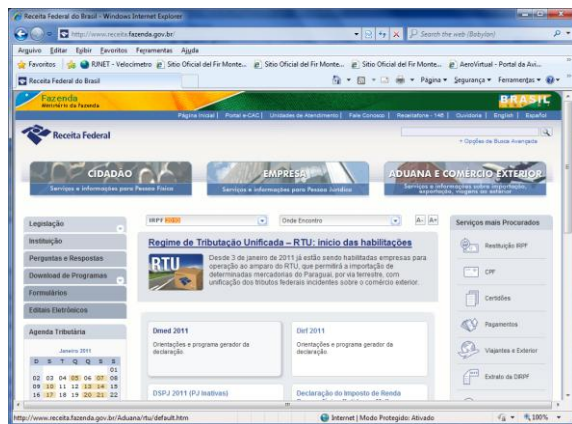 Receita Federal do Brasil - Windows Internet Explorer
http://www.receita.fazenda.gov.br/
Search the web (Babylon)
Arquivo Editar Exibir Favoritos Ferramentas Ajuda
Favoritos RJNET - Velocímetro Sitio Oficial del Fir Monte... Sitio Oficial del Fir Monte... Sitio Oficial del Fir Monte... AeroVirtual - Portal da Avi...
Receita Federal do Brasil
Página Segurança Ferramentas
Fazenda
Ministério da Fazenda
BRASIL
Página Inicial | Portal e-CAC | Unidades de Atendimento | Fale Conosco | Receitafone - 146 | Ouvidoria | English | Español
Receita Federal
+ Opções de Busca Avançada
CIDADÃO
Serviços e informações para Pessoa Física
EMPRESA
Serviços e informações para Pessoa Jurídica
ADUANA E COMÉRCIO EXTERIOR
Serviços e informações sobre importação,
exportação, viagens ao exterior
Legislação
Instituição
Perguntas e Respostas
Download de Programas
Formulários
Editais Eletrônicos
Agenda Tributária
Janeiro 2011
D S T Q Q S S
01
02 03 04 05 06 07 08
09 10 11 12 13 14 15
16 17 18 19 20 21 22
IRPF 2010
Onde Encontro
A- A+
Regime de Tributação Unificada – RTU: início das habilitações
RTU
Desde 3 de janeiro de 2011 já estão sendo habilitadas empresas para
operação ao amparo do RTU, que permitirá a importação de
determinadas mercadorias do Paraguai, por via terrestre, com
unificação dos tributos federais incidentes sobre o comércio exterior.
Dmed 2011
Orientações e programa gerador da
declaração.
Dirf 2011
Orientações e programa gerador da
declaração.
DSPJ 2011 (PJ Inativas)
Declaração do Imposto de Renda
Serviços mais Procurados
Restituição IRPF
CPF
Certidões
Pagamentos
Viajantes e Exterior
Extrato da DIRPF
http://www.receita.fazenda.gov.br/Aduana/rtu/default.htm
Internet | Modo Protegido: Ativado
100%